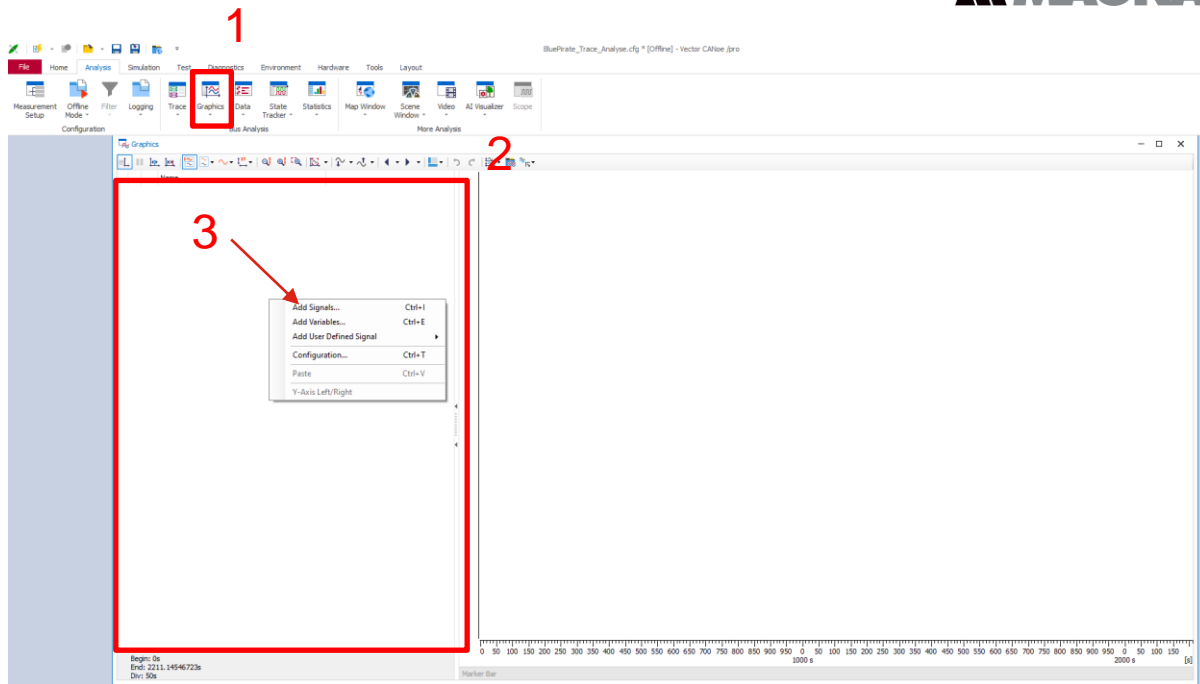 MAGNA
1
BluePirate_Trace_Analyse.cfg * [Offline] - Vector CANoe /pro
File Home Analysis Simulation Test Diagnostics Environment Hardware Tools Layout
Measurement Setup Offline Mode Filter Logging Trace Graphics Data State Tracker Statistics Map Window Scene Window Video AI Visualizer Scope
Configuration Bus Analysis More Analysis
Graphics
2
Name
3
Add Signals... Ctrl+I
Add Variables... Ctrl+E
Add User Defined Signal
Configuration... Ctrl+T
Paste Ctrl+V
Y-Axis Left/Right
0 50 100 150 200 250 300 350 400 450 500 550 600 650 700 750 800 850 900 950 0 50 100 150 200 250 300 350 400 450 500 550 600 650 700 750 800 850 900 950 0 50 100 150
1000 s 2000 s [s]
Begin: 0s
End: 2211.14546723s
Div: 50s
Marker Bar